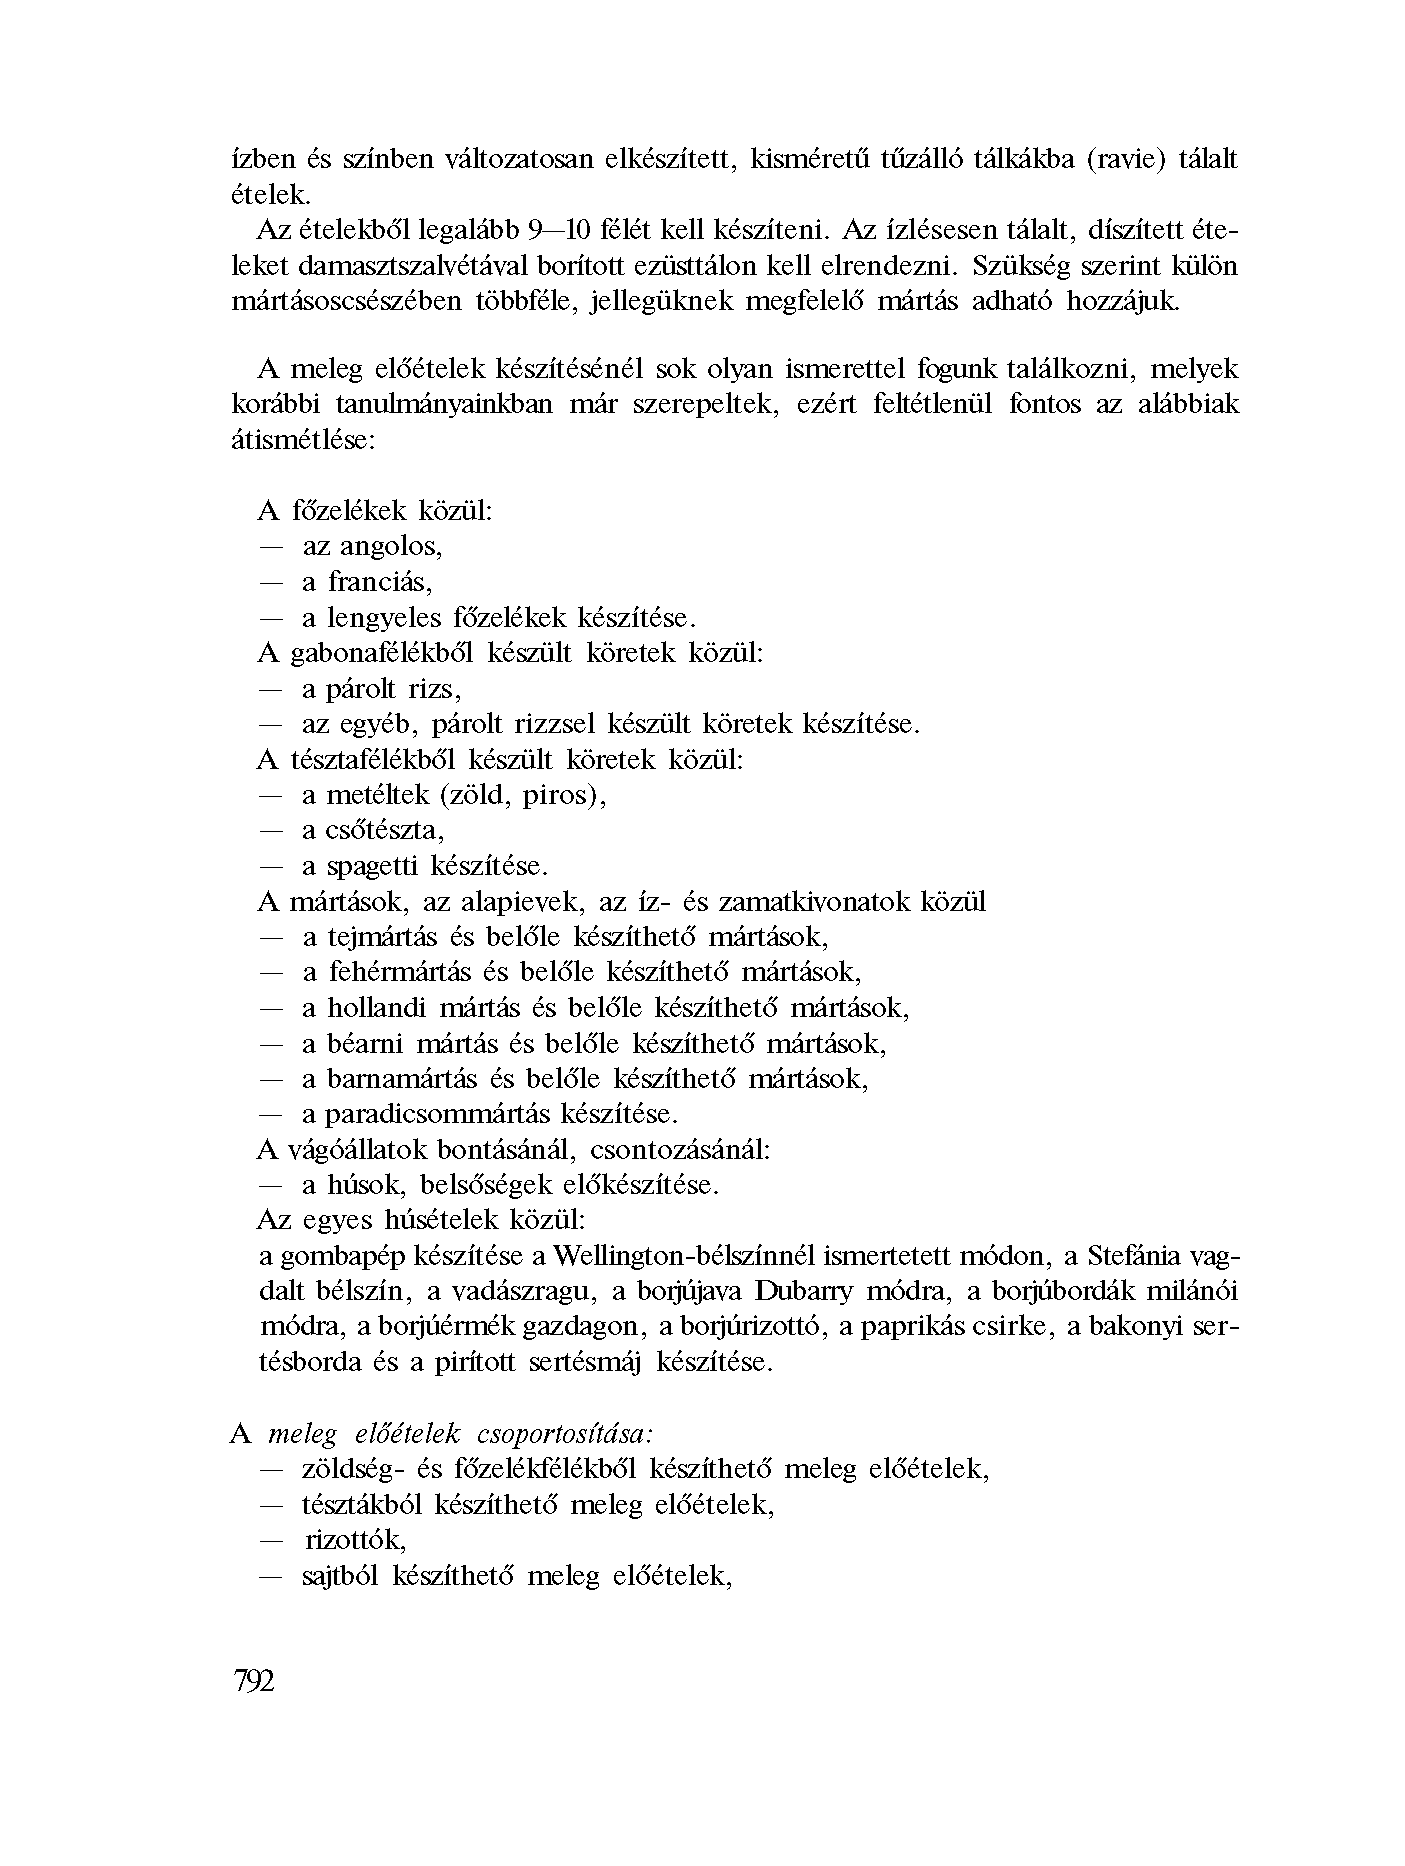 ízben és színben változatosan elkészített, kisméretű tűzálló tálkákba (ravie) tálalt
ételek.
Az ételekből legalább 9—10 félét kell készíteni. Az ízlésesen tálalt, díszített éte-
leket damasztszalvétával borított ezüsttálon kell elrendezni. Szükség szerint külön
mártásoscsészében többféle, jellegüknek megfelelő mártás adható hozzájuk.
A meleg előételek készítésénél sok olyan ismerettel fogunk találkozni, melyek
korábbi tanulmányainkban már szerepeltek, ezért feltétlenül fontos az alábbiak
átismétlése:
A főzelékek közül:
— az angolos,
— a franciás,
— a lengyeles főzelékek készítése.
A gabonafélékből készült köretek közül:
— a párolt rizs,
— az egyéb, párolt rizzsel készült köretek készítése.
A tésztafélékből készült köretek közül:
— a metéltek (zöld, piros),
— a csőtészta,
— a spagetti készítése.
A mártások, az alapievek, az íz- és zamatkivonatok közül
— a tejmártás és belőle készíthető mártások,
— a fehérmártás és belőle készíthető mártások,
— a hollandi mártás és belőle készíthető mártások,
— a béarni mártás és belőle készíthető mártások,
— a barnamártás és belőle készíthető mártások,
— a paradicsommártás készítése.
A vágóállatok bontásánál, csontozásánál:
— a húsok, belsőségek előkészítése.
Az egyes húsételek közül:
a gombapép készítése a Wellington-bélszínnél ismertetett módon, a Stefánia vag-
dalt bélszín, a vadászragu, a borjújava Dubarry módra, a borjúbordák milánói
módra, a borjúérmék gazdagon, a borjúrizottó, a paprikás csirke, a bakonyi ser-
tésborda és a pirított sertésmáj készítése.
A meleg előételek csoportosítása:
— zöldség- és főzelékfélékből készíthető meleg előételek,
— tésztákból készíthető meleg előételek,
— rizottók,
— sajtból készíthető meleg előételek,
792